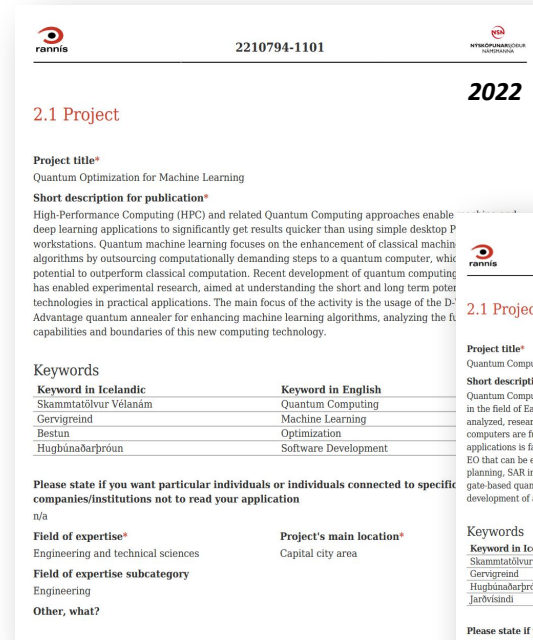 rannís
2210794-1101
NSN
NÝSKÖPUNARSJÓÐUR
NÁMSMANNA
2022
2.1 Project
Project title*
Quantum Optimization for Machine Learning
Short description for publication*
High-Performance Computing (HPC) and related Quantum Computing approaches enable
deep learning applications to significantly get results quicker than using simple desktop P
workstations. Quantum machine learning focuses on the enhancement of classical machin
algorithms by outsourcing computationally demanding steps to a quantum computer, whic
potential to outperform classical computation. Recent development of quantum computing
has enabled experimental research, aimed at understanding the short and long term poten
technologies in practical applications. The main focus of the activity is the usage of the D-
Advantage quantum annealer for enhancing machine learning algorithms, analyzing the fu
capabilities and boundaries of this new computing technology.
Keywords
Keyword in Icelandic Keyword in English
Skammtatölvur Vélanám Quantum Computing
Gervigreind Machine Learning
Bestun Optimization
Hugbúnaðarþróun Software Development
Please state if you want particular individuals or individuals connected to specific
companies/institutions not to read your application
n/a
Field of expertise* Project's main location*
Engineering and technical sciences Capital city area
Field of expertise subcategory
Engineering
Other, what?
rannís
2.1 Projec
Project title*
Quantum Compu
Short descripti
Quantum Compu
in the field of Ea
analyzed, resear
computers are fu
applications is fa
EO that can be e
planning, SAR in
gate-based quan
development of a
Keywords
Keyword in Ice
Skammtatölvur
Gervigreind
Hugbúnaðarþró
Jarðvísindi
Please state if